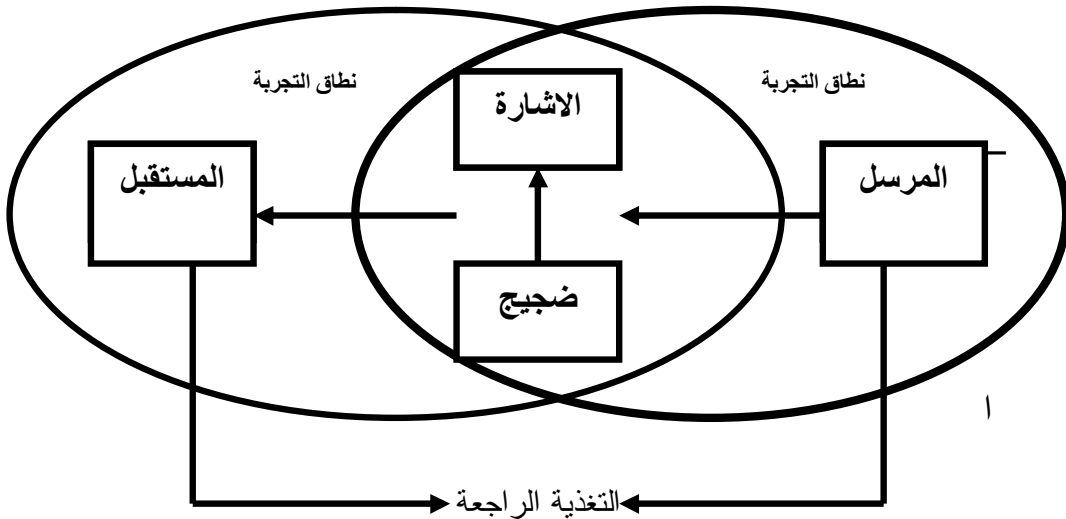 نطاق التجربة
نطاق التجربة
الاشارة
المرسل
المستقبل
ضجيج
ا
التغذية الراجعة